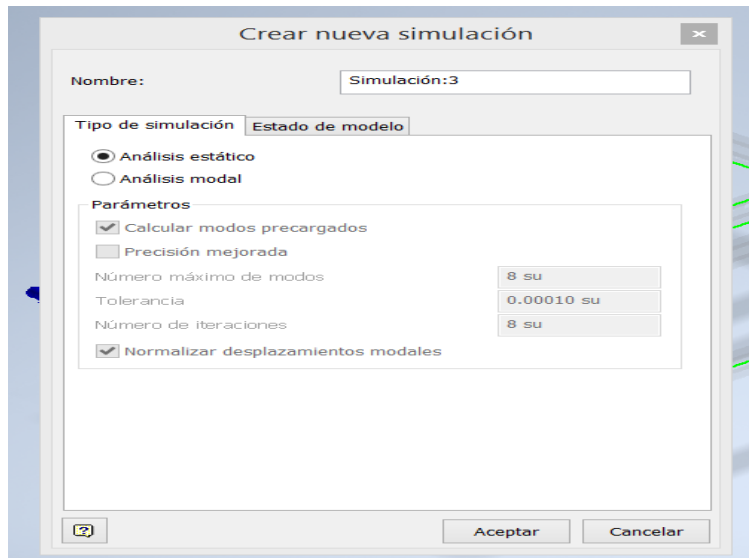 Crear nueva simulación
Nombre: Simulación:3
Tipo de simulación Estado de modelo
Análisis estático
Análisis modal
Parámetros
Calcular modos precargados
Precisión mejorada
Número máximo de modos 8 su
Tolerancia 0.00010 su
Número de iteraciones 8 su
Normalizar desplazamientos modales
Aceptar Cancelar